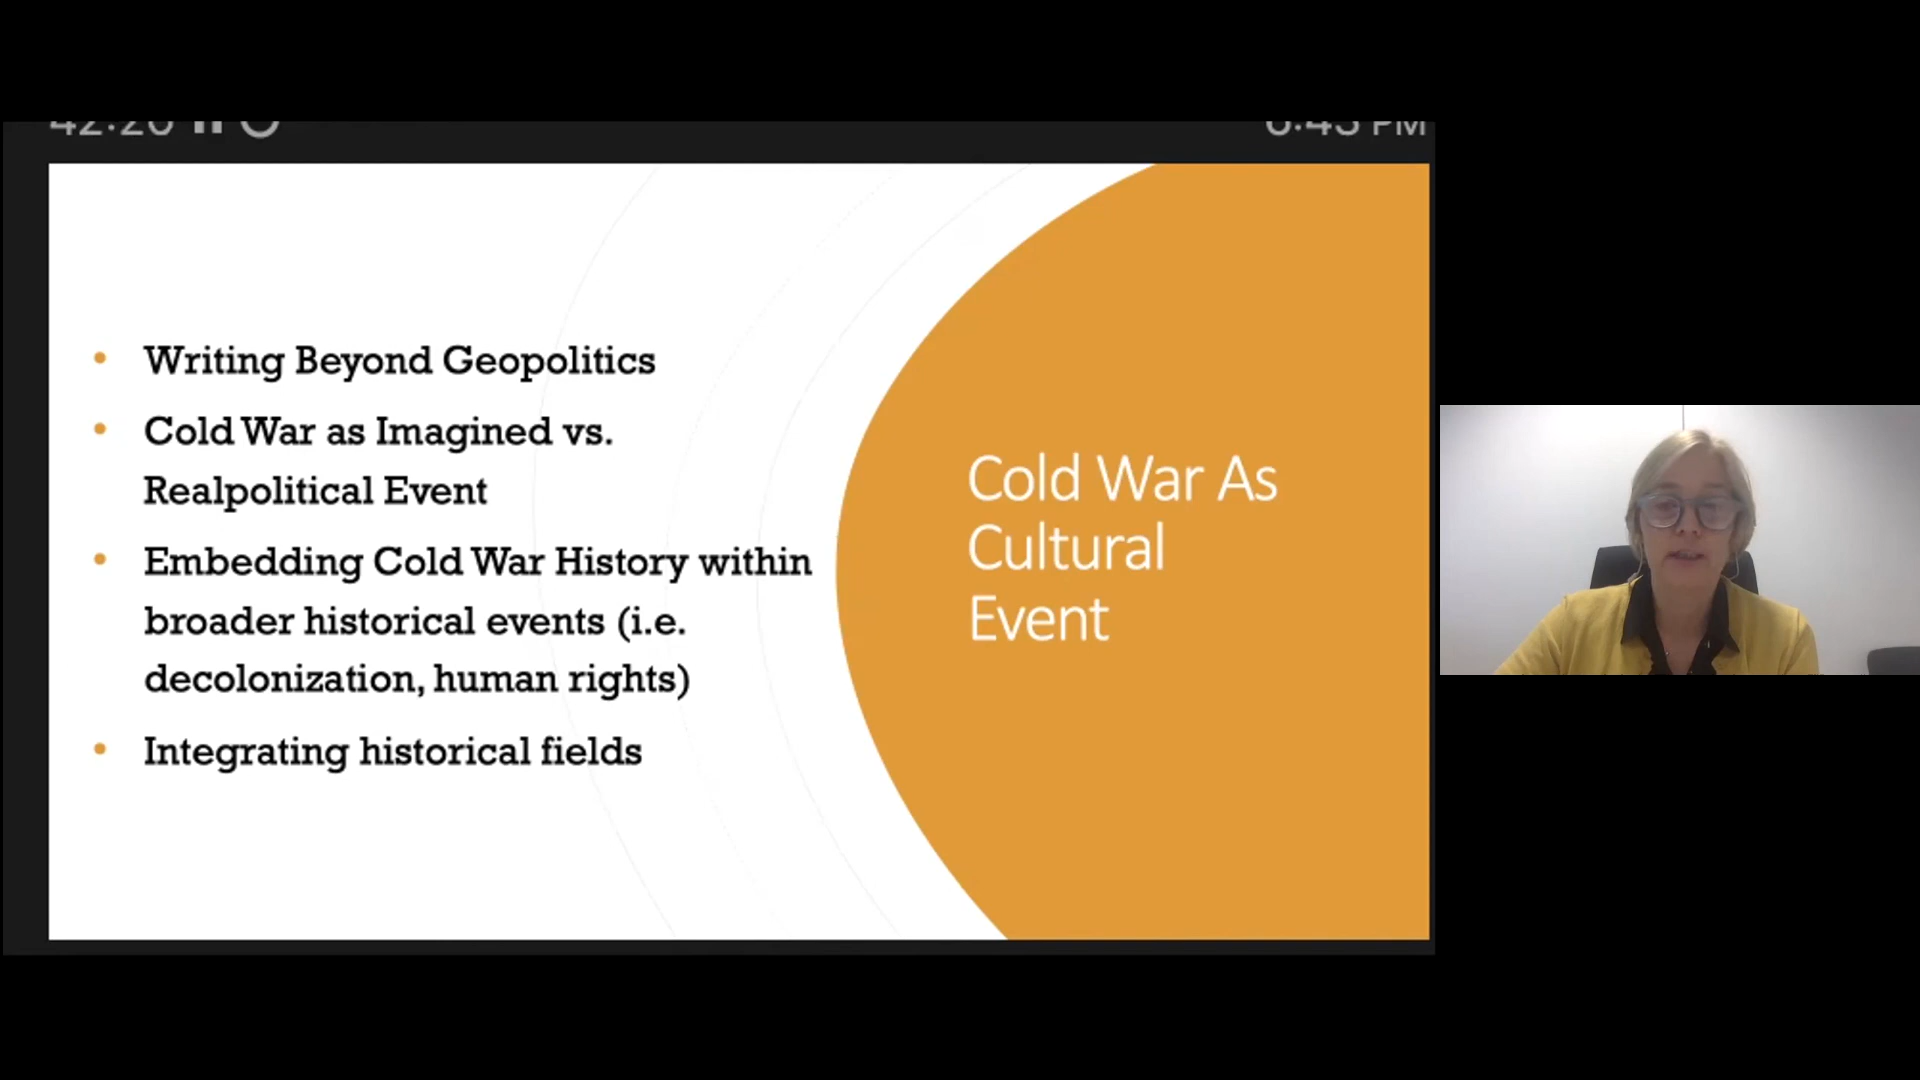 Writing Beyond Geopolitics
Cold War as Imagined vs.
Realpolitical Event
Embedding Cold War History within
broader historical events (i.e.
decolonization, human rights)
Integrating historical fields
Cold War As
Cultural
Event